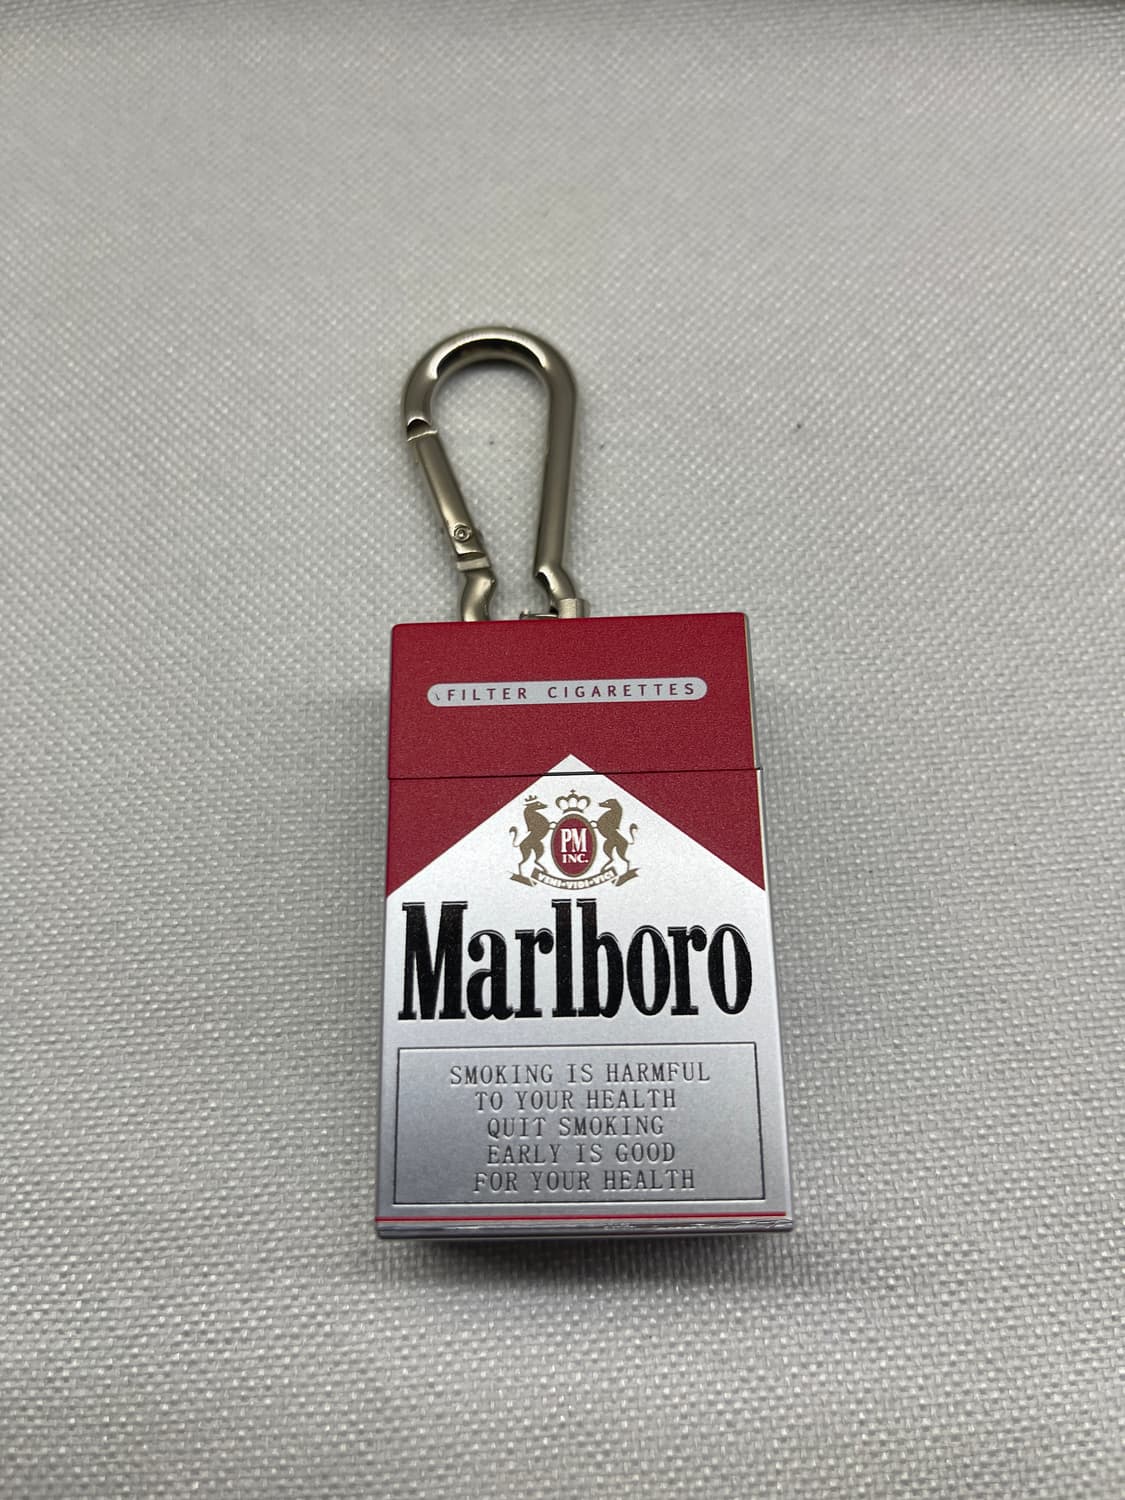 FILTER CIGARETTES
PM
INC.
VENI·VIDI·VICI
Marlboro
SMOKING IS HARMFUL
TO YOUR HEALTH
QUIT SMOKING
EARLY IS GOOD
FOR YOUR HEALTH